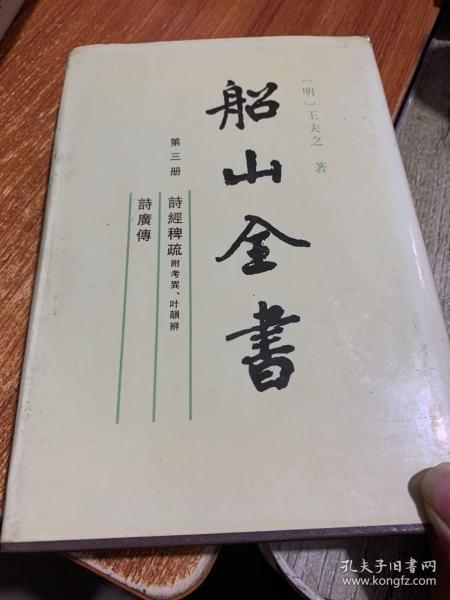 〔明〕王夫之 著
船山全書
第三册
詩經稗疏附考異、叶韻辨
詩廣傳
孔夫子旧书网
www.kongfz.com